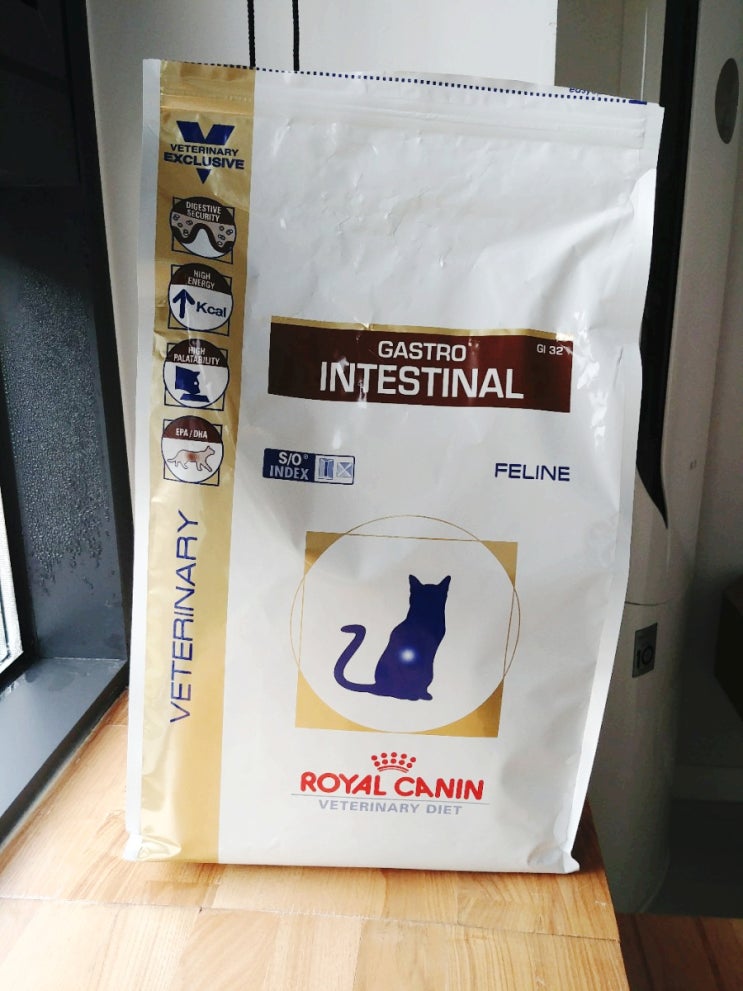 VETERINARY
EXCLUSIVE
DIGESTIVE
SECURITY
HIGH
ENERGY
Kcal
HIGH
PALATABILITY
EPA/DHA
VETERINARY
GASTRO
GI 32
INTESTINAL
S/O®
INDEX
FELINE
ROYAL CANIN
VETERINARY DIET